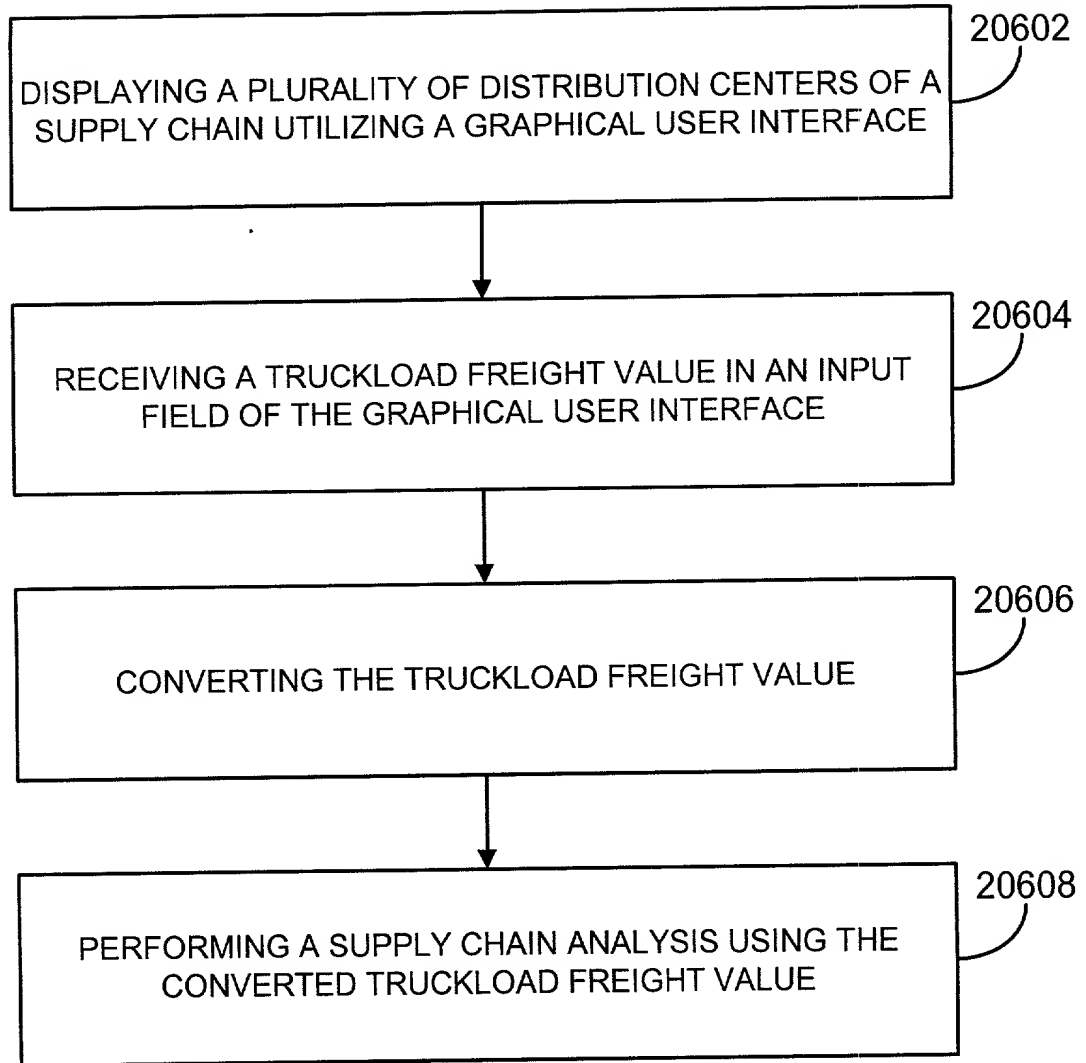 20602
DISPLAYING A PLURALITY OF DISTRIBUTION CENTERS OF A
SUPPLY CHAIN UTILIZING A GRAPHICAL USER INTERFACE
20604
RECEIVING A TRUCKLOAD FREIGHT VALUE IN AN INPUT
FIELD OF THE GRAPHICAL USER INTERFACE
20606
CONVERTING THE TRUCKLOAD FREIGHT VALUE
20608
PERFORMING A SUPPLY CHAIN ANALYSIS USING THE
CONVERTED TRUCKLOAD FREIGHT VALUE